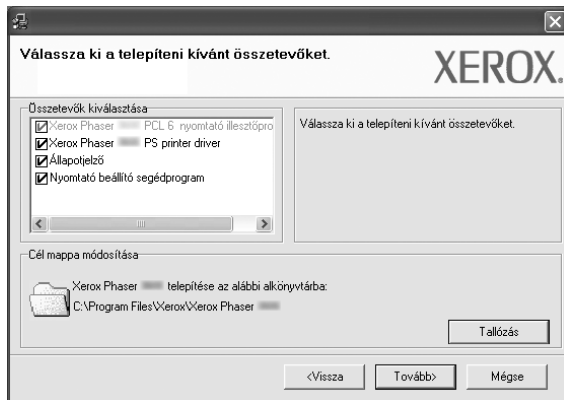 Válassza ki a telepíteni kívánt összetevőket.
XEROX.
Összetevők kiválasztása
Xerox Phaser PCL 6 nyomtató illesztőpro
Xerox Phaser PS printer driver
Állapotjelző
Nyomtató beállító segédprogram
Válassza ki a telepíteni kívánt összetevőket.
Cél mappa módosítása
Xerox Phaser telepítése az alábbi alkönyvtárba:
C:\Program Files\Xerox\Xerox Phaser
Tallózás
<Vissza
Tovább>
Mégse